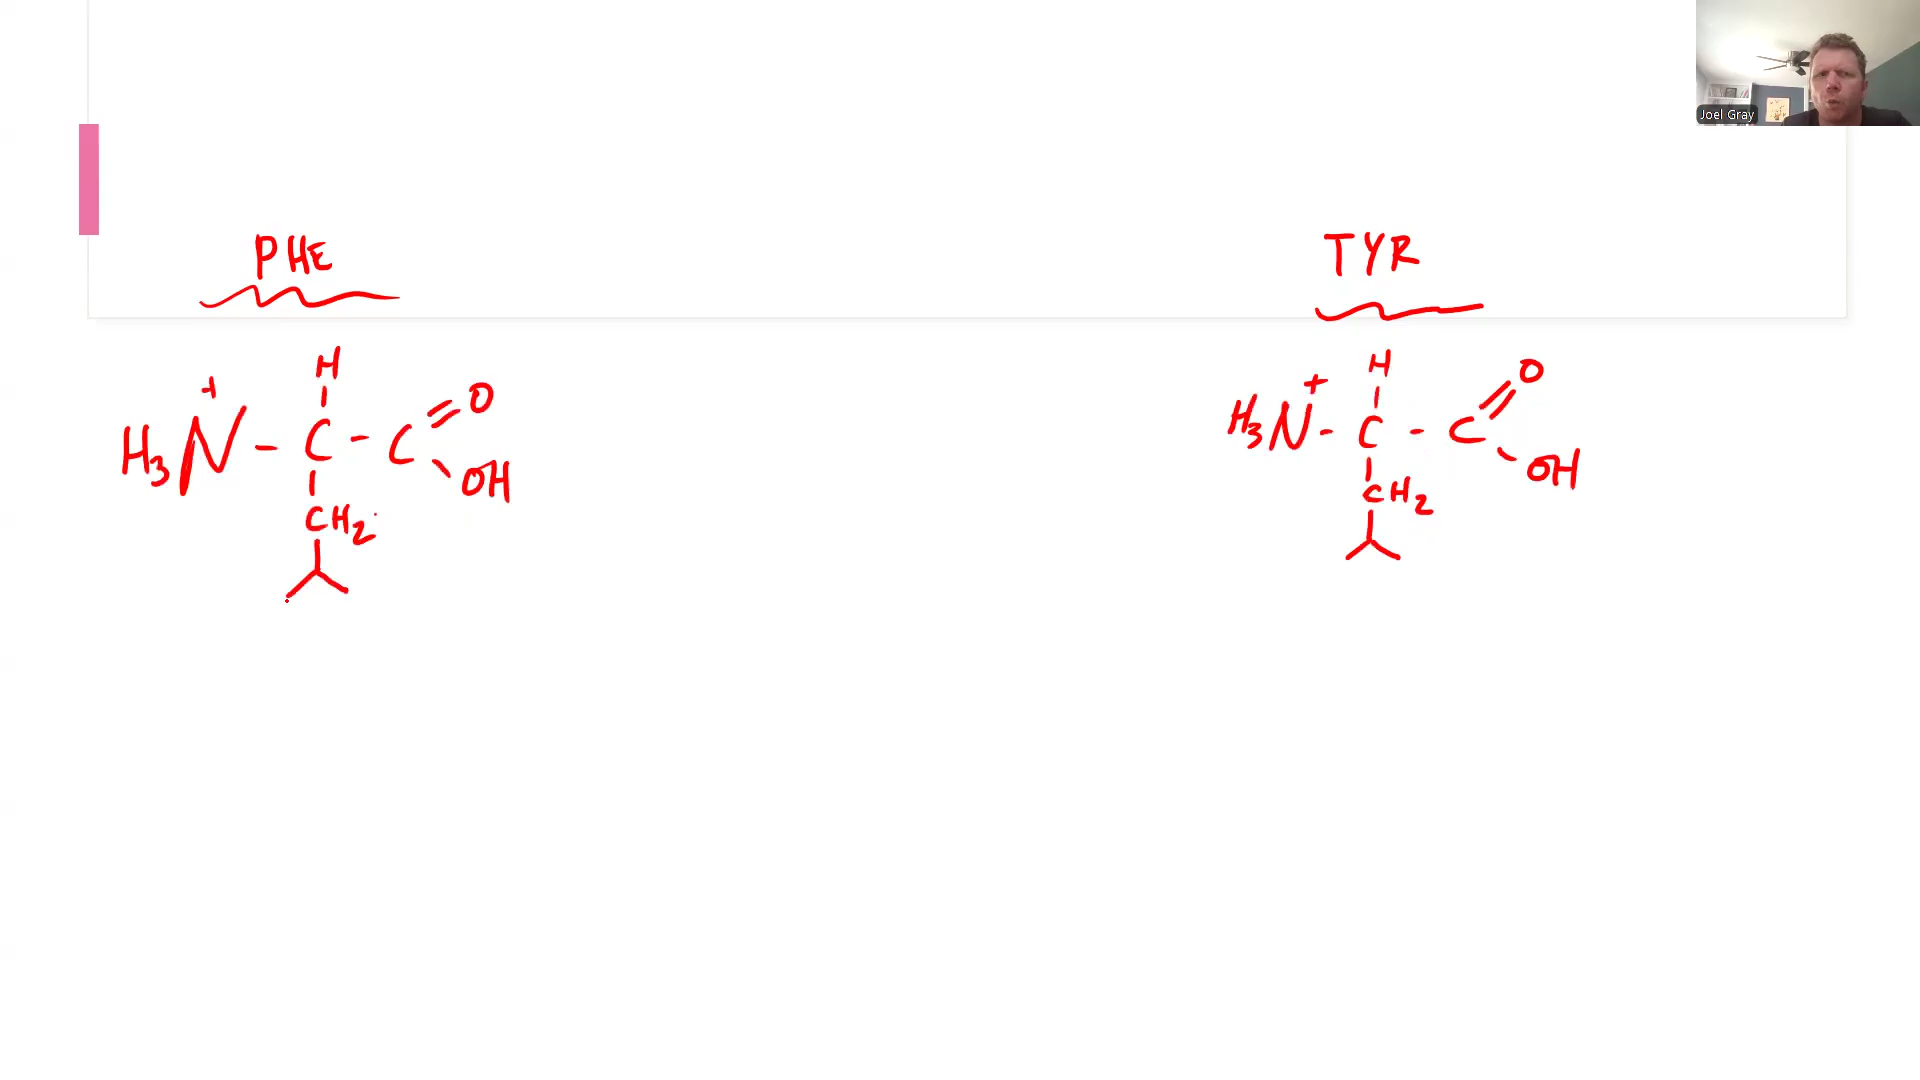 Joel Gray
PHE
TYR
H
+
H3N - C - C = O
OH
CH2
H
+
H3N - C - C = O
OH
CH2